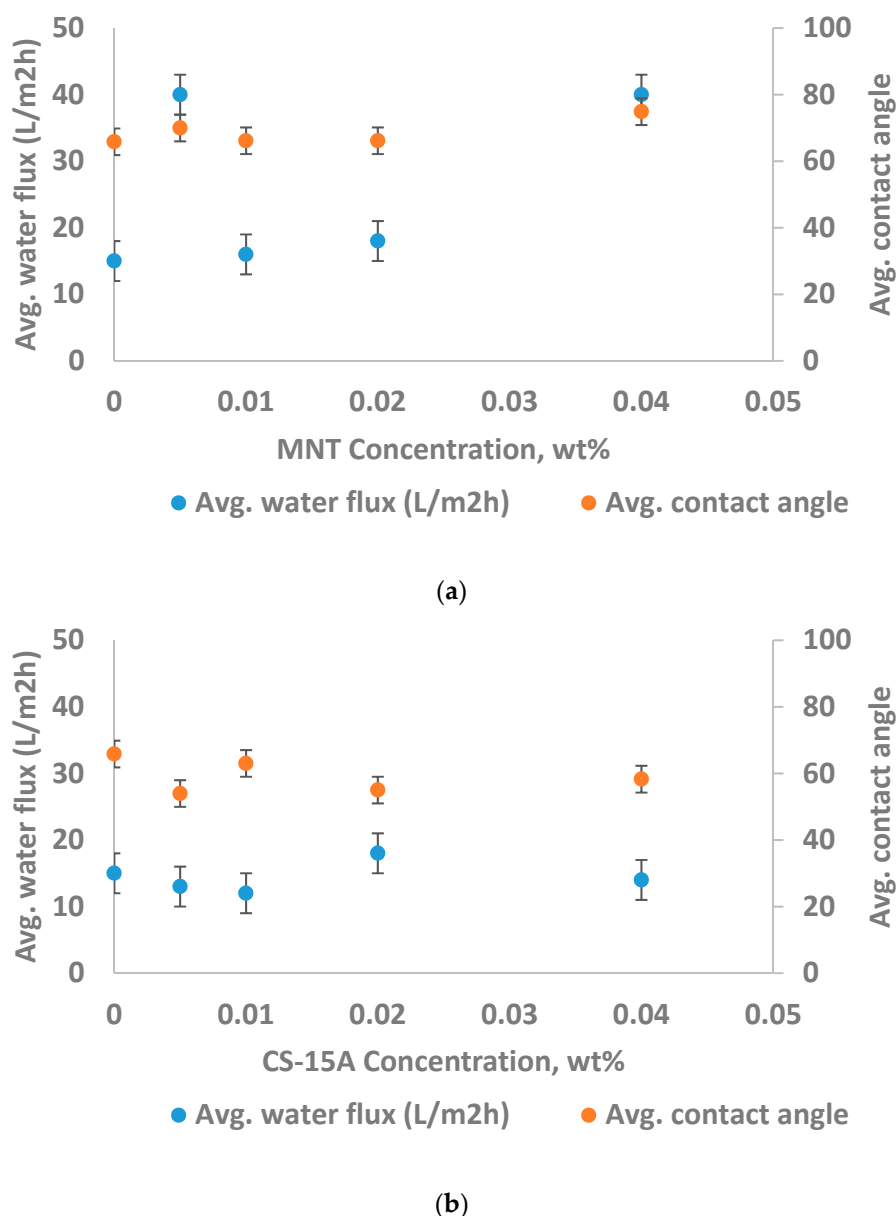 50
40
30
20
10
0
Avg. water flux (L/m2h)
100
80
60
40
20
0
Avg. contact angle
0 0.01 0.02 0.03 0.04 0.05
MNT Concentration, wt%
Avg. water flux (L/m2h) Avg. contact angle
(a)
50
40
30
20
10
0
Avg. water flux (L/m2h)
100
80
60
40
20
0
Avg. contact angle
0 0.01 0.02 0.03 0.04 0.05
CS-15A Concentration, wt%
Avg. water flux (L/m2h) Avg. contact angle
(b)